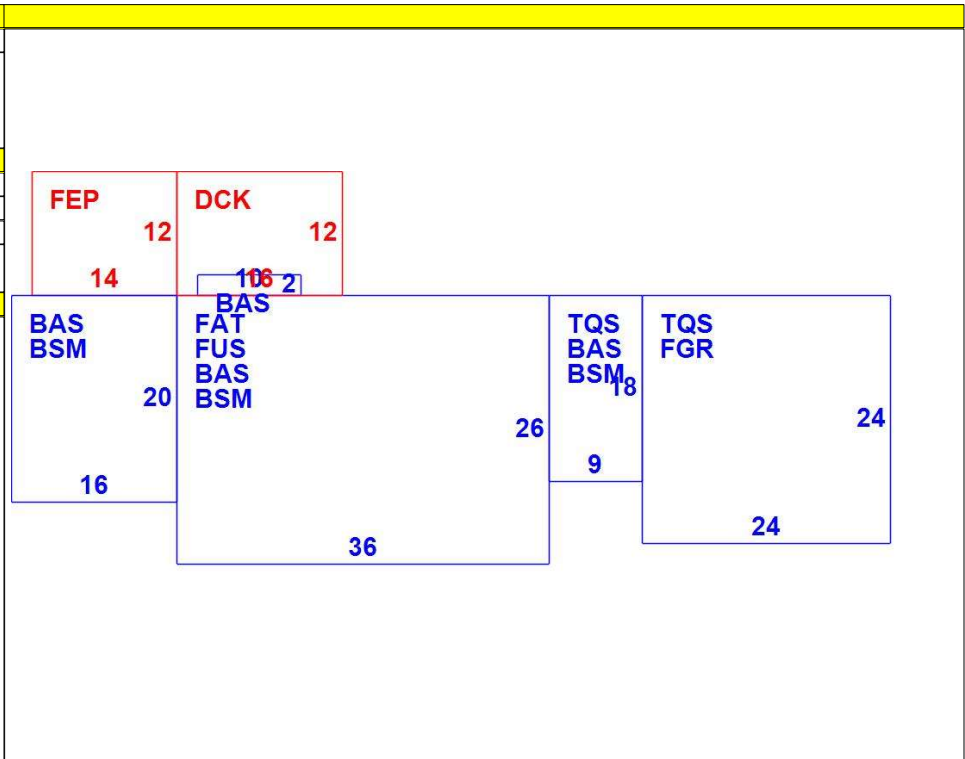 FEP
12
14
DCK
12
10
16
2
BAS
BAS
BSM
20
16
FAT
FUS
BAS
BSM
26
36
TQS
BAS
BSM
18
9
TQS
FGR
24
24